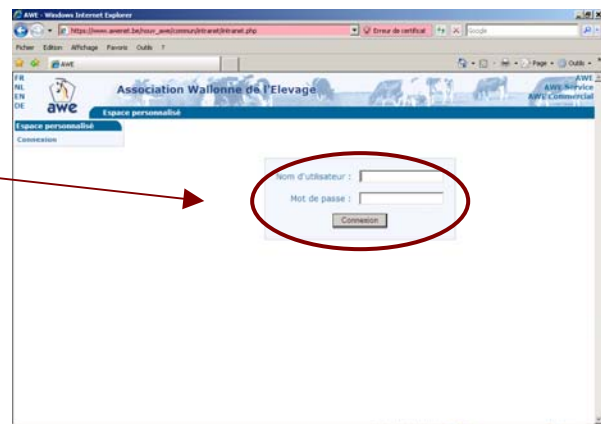 AWE - Windows Internet Explorer
https://www.awenet.be/nouv_awe/commun/intranet/intranet.php
Erreur de certificat
Google
Fichier Edition Affichage Favoris Outils ?
AWE
Page Outils
FR
NL
EN
DE
awe
Association Wallonne de l'Elevage
AWE
AWE Service
AWE Commercial
Espace personnalisé
Espace personnalisé
Connexion
Nom d'utilisateur :
Mot de passe :
Connexion